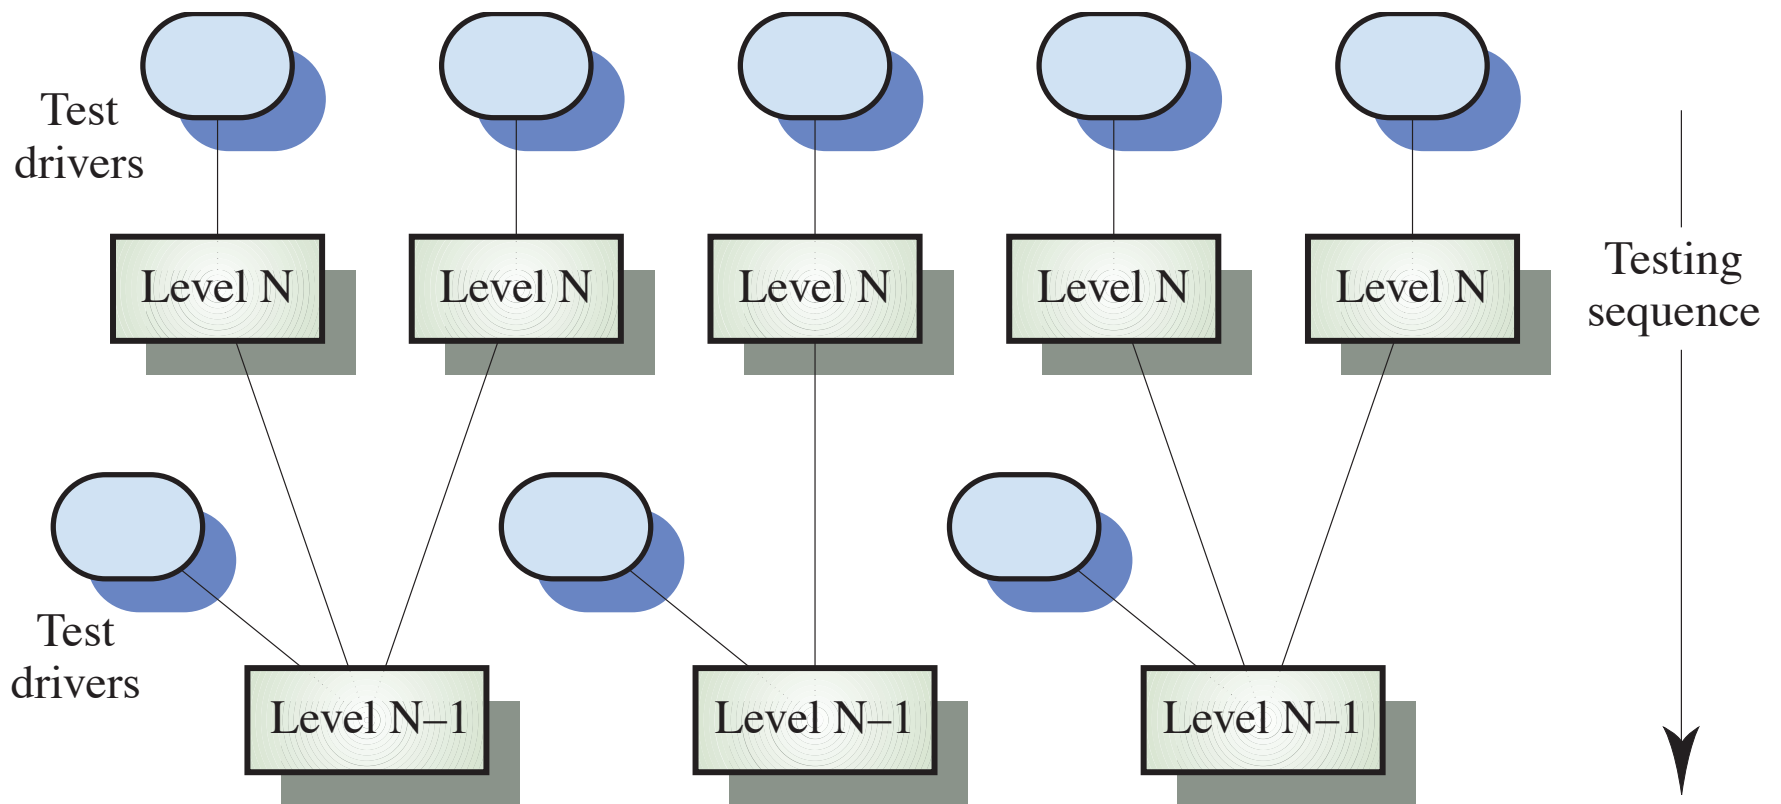 Test
drivers
Level N
Level N
Level N
Level N
Level N
Testing
sequence
Test
drivers
Level N–1
Level N–1
Level N–1